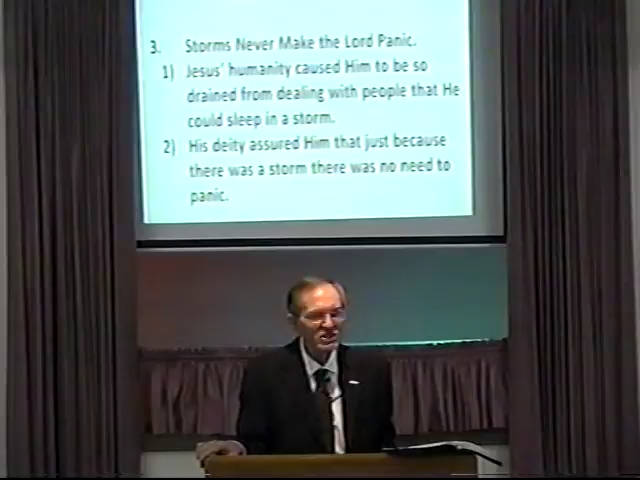 3. Storms Never Make the Lord Panic.
1) Jesus' humanity caused Him to be so
drained from dealing with people that He
could sleep in a storm.
2) His deity assured Him that just because
there was a storm there was no need to
panic.